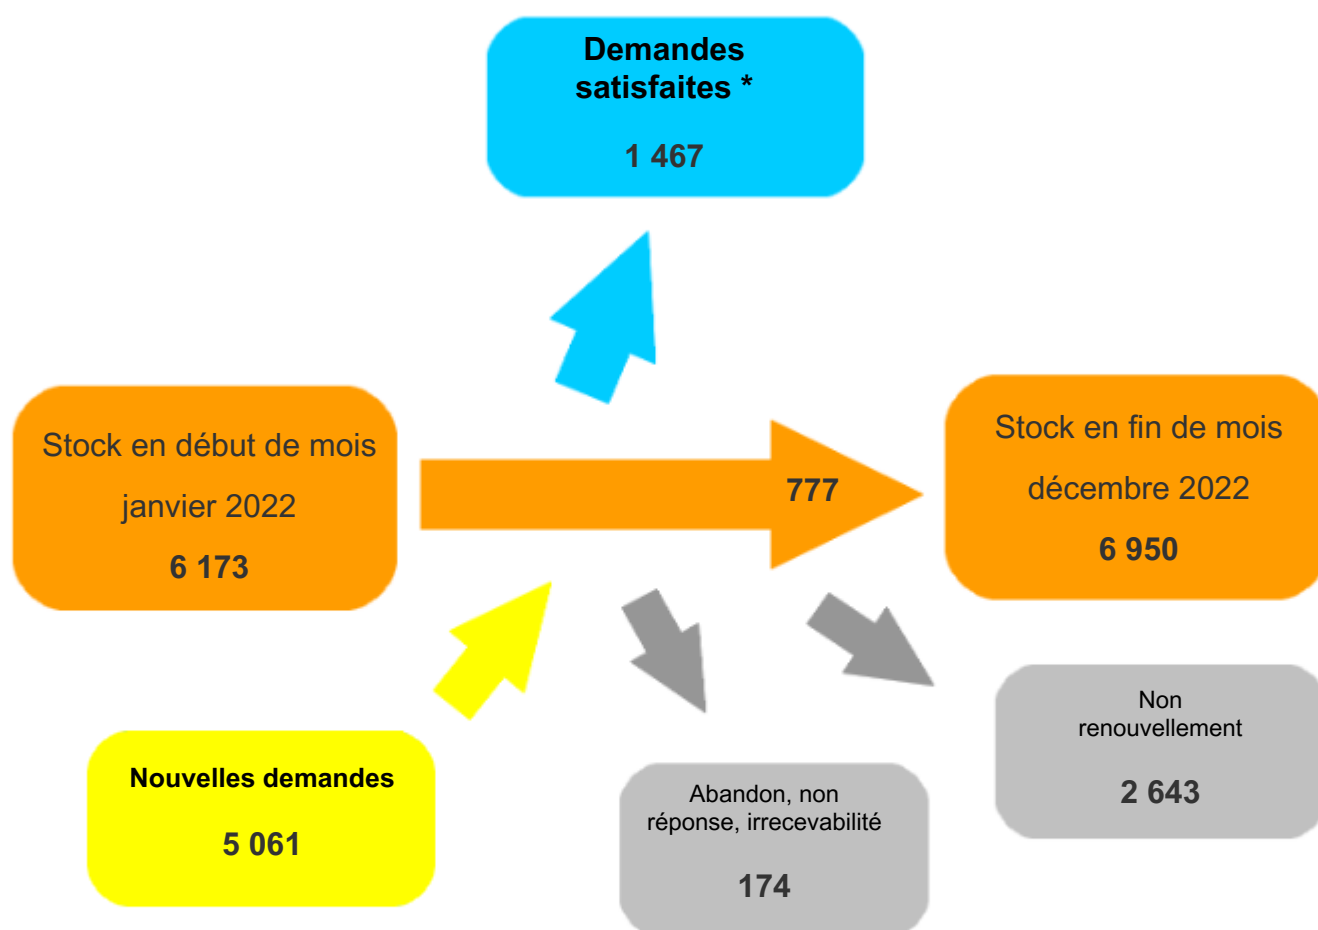 Demandes
satisfaites *
1 467
Stock en début de mois
janvier 2022
6 173
777
Stock en fin de mois
décembre 2022
6 950
Nouvelles demandes
5 061
Abandon, non
réponse, irrecevabilité
174
Non
renouvellement
2 643